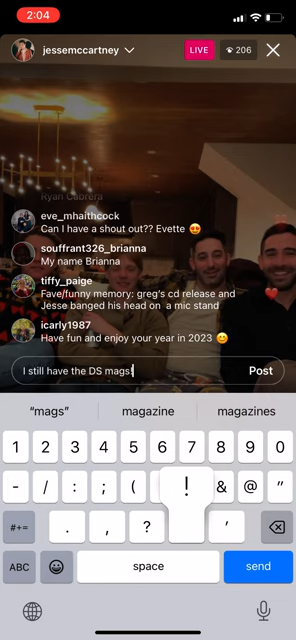 2:04
jessemccartney
LIVE
206
Ryan Cabrera
eve_mhaithcock
Can I have a shout out?? Evette 😍
souffrant326_brianna
My name Brianna
tiffy_paige
Fave/funny memory: greg's cd release and
Jesse banged his head on a mic stand
icarly1987
Have fun and enjoy your year in 2023 😊
I still have the DS mags!
Post
“mags” magazine magazines
1 2 3 4 5 6 7 8 9 0
- / : ; ( ! & @ "
#+= . , ? '
ABC space send